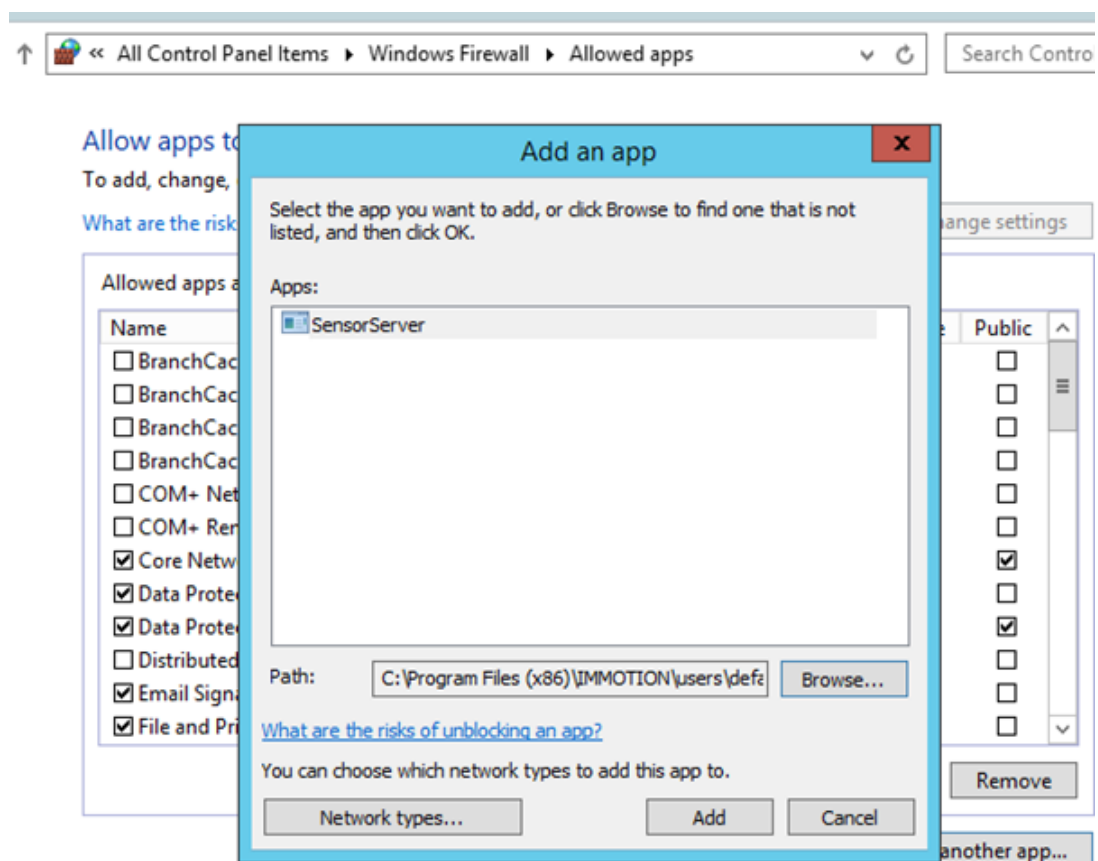 « All Control Panel Items ▸ Windows Firewall ▸ Allowed apps
Search Contro
Allow apps to
To add, change,
What are the risk
ange settings
Allowed apps a
Name
Public
BranchCac
BranchCac
BranchCac
BranchCac
COM+ Net
COM+ Rer
Core Netw
Data Prote
Data Prote
Distributed
Email Signa
File and Pri
Remove
another app...
Add an app
x
Select the app you want to add, or click Browse to find one that is not
listed, and then click OK.
Apps:
SensorServer
Path:
C:\Program Files (x86)\IMMOTION\users\defa
Browse...
What are the risks of unblocking an app?
You can choose which network types to add this app to.
Network types...
Add
Cancel